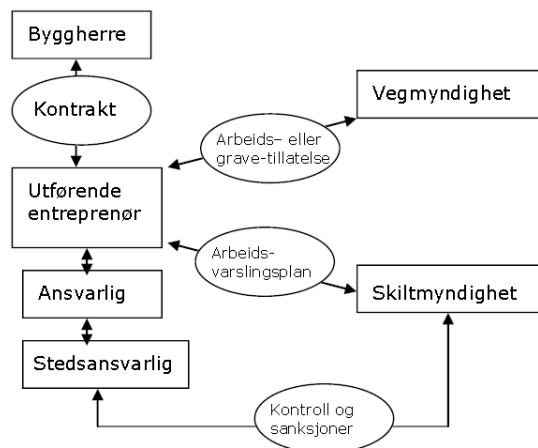 Byggherre
Kontrakt
Vegmyndighet
Arbeids– eller
grave-tillatelse
Utførende
entreprenør
Arbeids-
varslingsplan
Ansvarlig
Skiltmyndighet
Stedsansvarlig
Kontroll og
sanksjoner